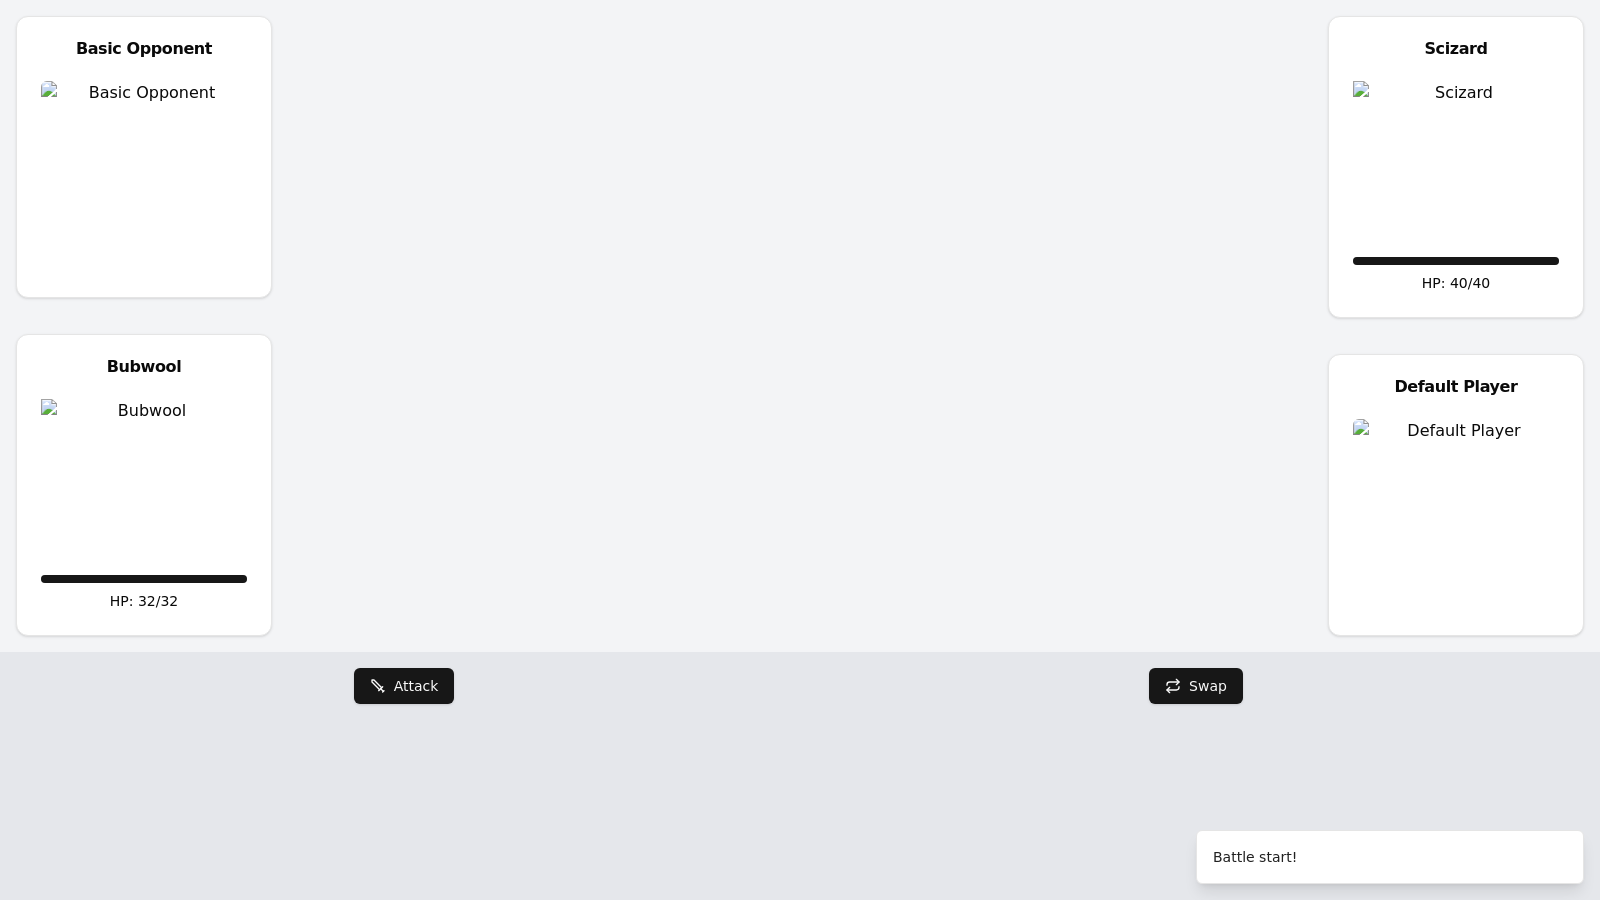 Basic Opponent
Basic Opponent
Scizard
Scizard
HP: 40/40
Bubwool
Bubwool
HP: 32/32
Default Player
Default Player
Attack
Swap
Battle start!